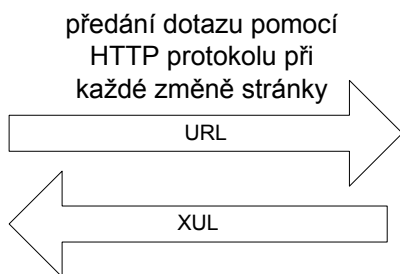 předání dotazu pomocí
HTTP protokolu při
každé změně stránky
URL
XUL